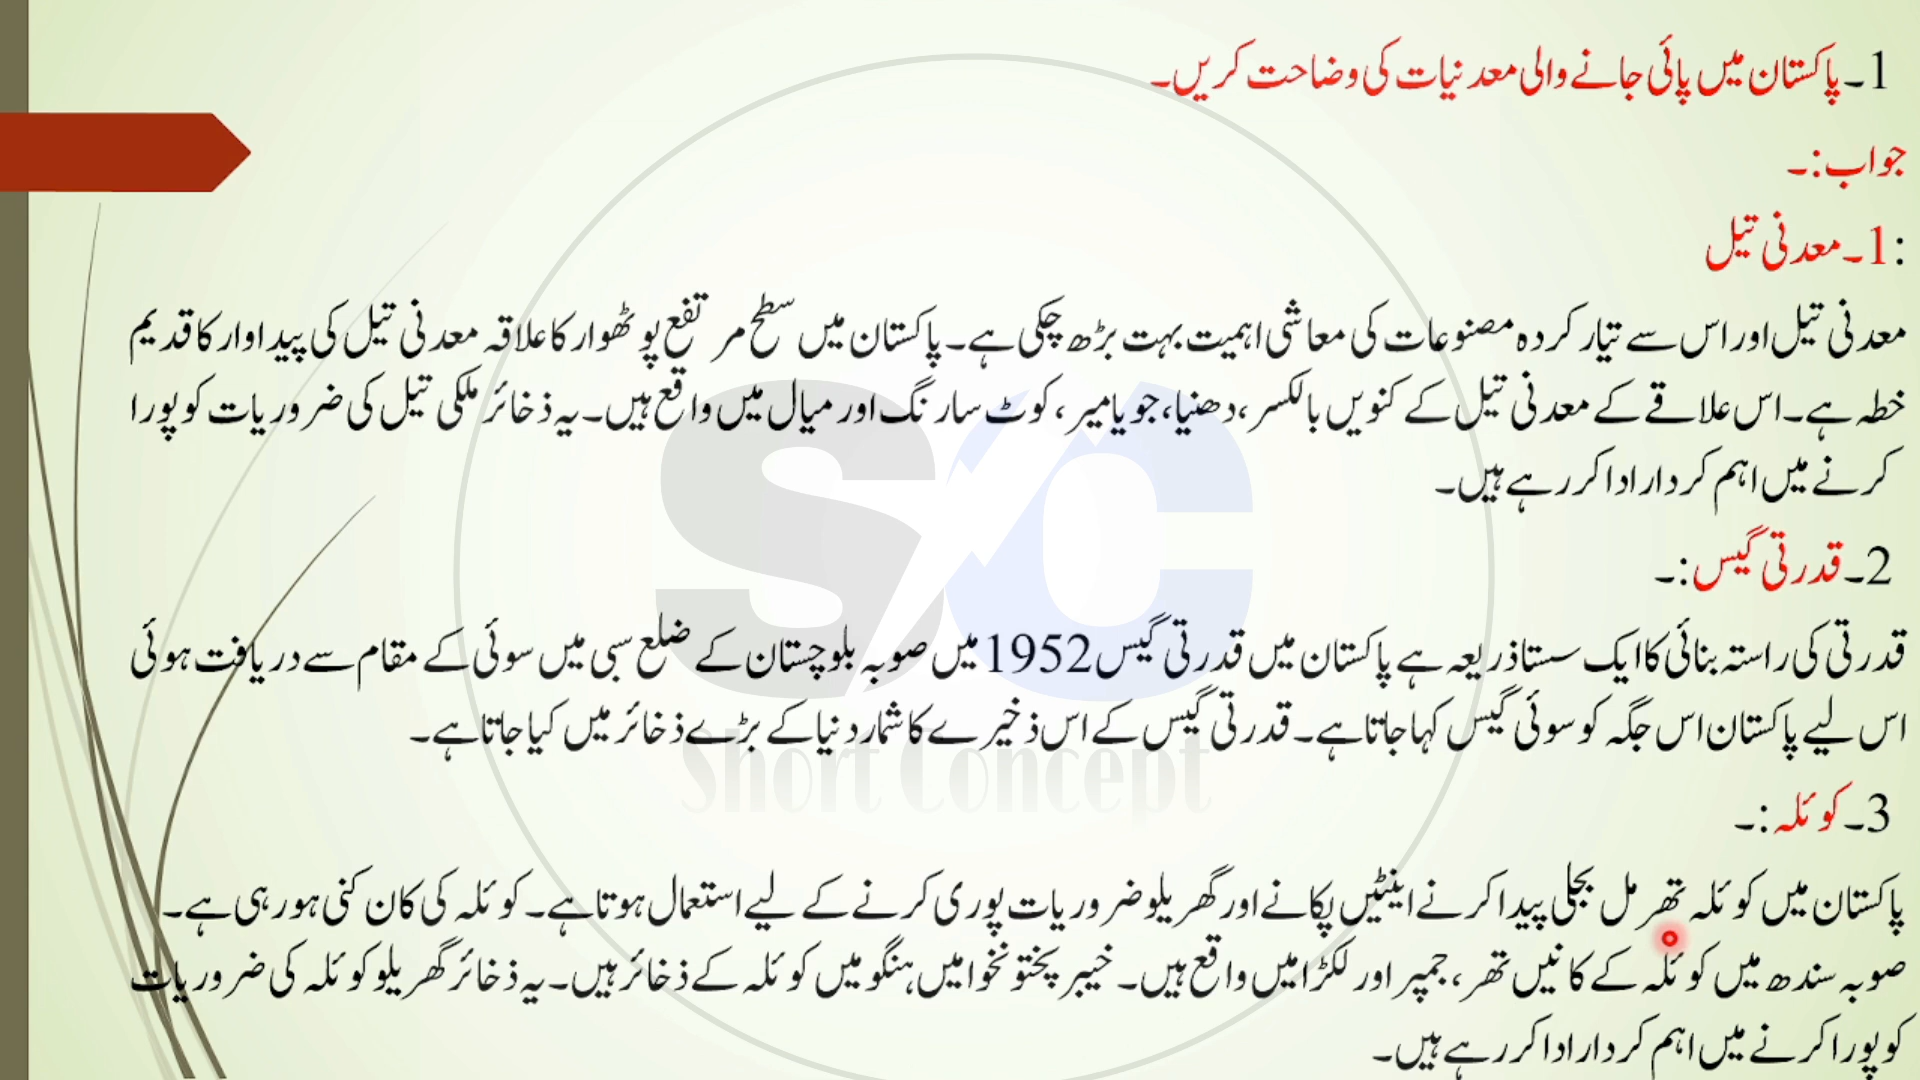 1۔پاکستان میں پائی جانے والی معدنیات کی وضاحت کریں۔
جواب:۔
:1۔معدنی تیل
معدنی تیل اور اس سے تیار کردہ مصنوعات کی معاشی اہمیت بہت بڑھ چکی ہے۔پاکستان میں سطح مر تفع پوٹھوار کا علاقہ معدنی تیل کی پیداوار کا قدیم
خطہ ہے۔اس علاقے کے معدنی تیل کے کنویں بالکسر،دھنیا،جویامیر،کوٹ سارنگ اور میال میں واقع ہیں۔یہ ذخائر ملکی تیل کی ضروریات کو پورا
کرنے میں اہم کردار ادا کر رہے ہیں۔
2۔قدرتی گیس:۔
قدرتی کی راستہ بنائی کا ایک سستا ذریعہ ہے پاکستان میں قدرتی گیس1952 میں صوبہ بلوچستان کے ضلع سبی میں سوئی کے مقام سے دریافت ہوئی
اس لیے پاکستان اس جگہ کو سوئی گیس کہا جاتا ہے۔قدرتی گیس کے اس ذخیرے کا شمار دنیا کے بڑے ذخائر میں کیا جاتا ہے۔
3۔کوئلہ:۔
پاکستان میں کوئلہ تھرمل بجلی پیدا کرنے اینٹیں پکانے اور گھریلو ضروریات پوری کرنے کے لیے استعمال ہوتا ہے۔کوئلہ کی کان کنی ہو رہی ہے۔
صوبہ سندھ میں کوئلہ کے کانیں تھر،جمپر اور لکڑا میں واقع ہیں۔خیبر پختونخوا میں ہنگو میں کوئلہ کے ذخائر ہیں۔یہ ذخائر گھریلو کوئلہ کی ضروریات
کو پورا کرنے میں اہم کردار ادا کر رہے ہیں۔
SC
Short Concept